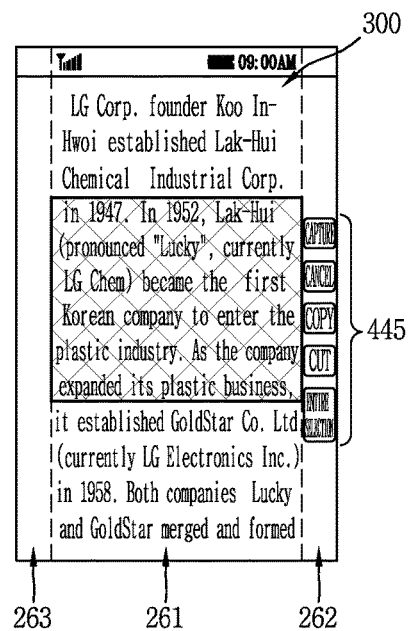 300
09:00AM
LG Corp. founder Koo In-
Hwoi established Lak-Hui
Chemical Industrial Corp.
in 1947. In 1952, Lak-Hui
(pronounced "Lucky", currently
LG Chem) became the first
Korean company to enter the
plastic industry. As the company
expanded its plastic business,
it established GoldStar Co. Ltd
(currently LG Electronics Inc.)
in 1958. Both companies Lucky
and GoldStar merged and formed
CAPTURE
CANCEL
COPY
CUT
ENTIRE
SELECTION
445
263
261
262